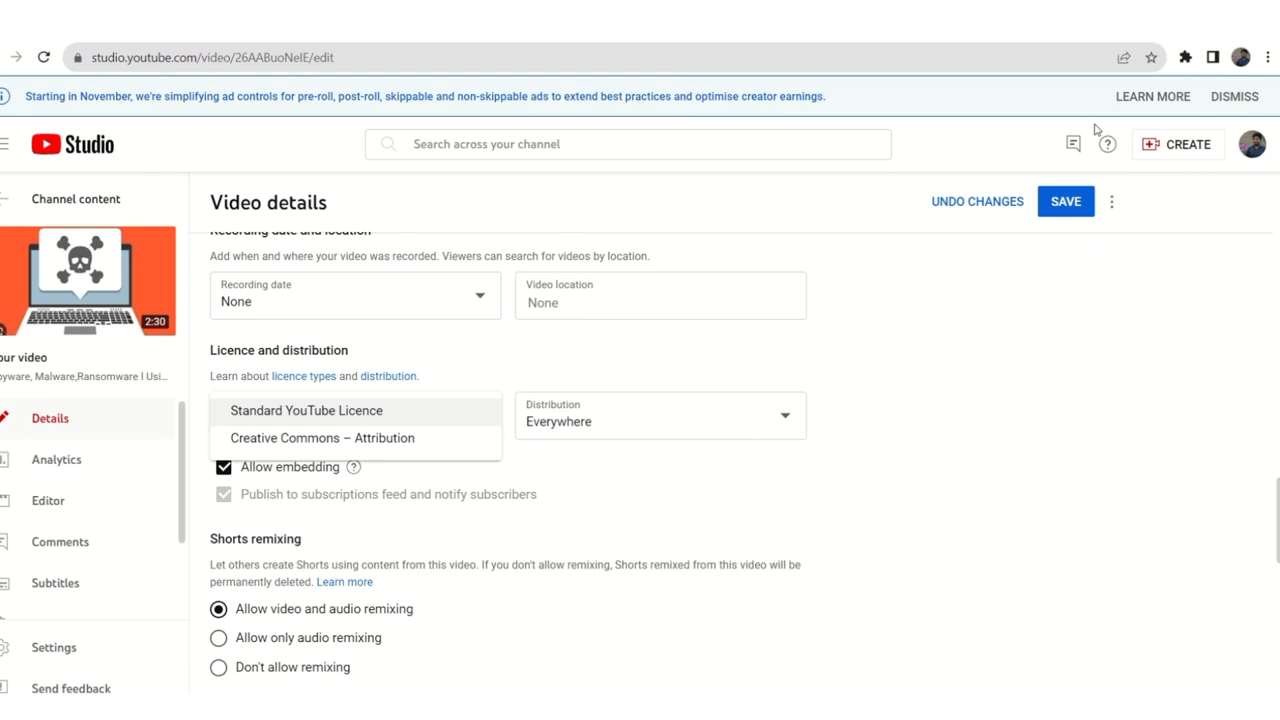 studio.youtube.com/video/26AABuoNelE/edit
Starting in November, we're simplifying ad controls for pre-roll, post-roll, skippable and non-skippable ads to extend best practices and optimise creator earnings.
LEARN MORE
DISMISS
Studio
Search across your channel
CREATE
Channel content
Video details
UNDO CHANGES
SAVE
Recording date and location
Add when and where your video was recorded. Viewers can search for videos by location.
Recording date
None
Video location
None
2:30
our video
yware, Malware,Ransomware l Usi...
Licence and distribution
Learn about licence types and distribution.
Standard YouTube Licence
Creative Commons – Attribution
Distribution
Everywhere
Allow embedding
Publish to subscriptions feed and notify subscribers
Details
Analytics
Editor
Comments
Subtitles
Settings
Send feedback
Shorts remixing
Let others create Shorts using content from this video. If you don't allow remixing, Shorts remixed from this video will be
permanently deleted. Learn more
Allow video and audio remixing
Allow only audio remixing
Don't allow remixing